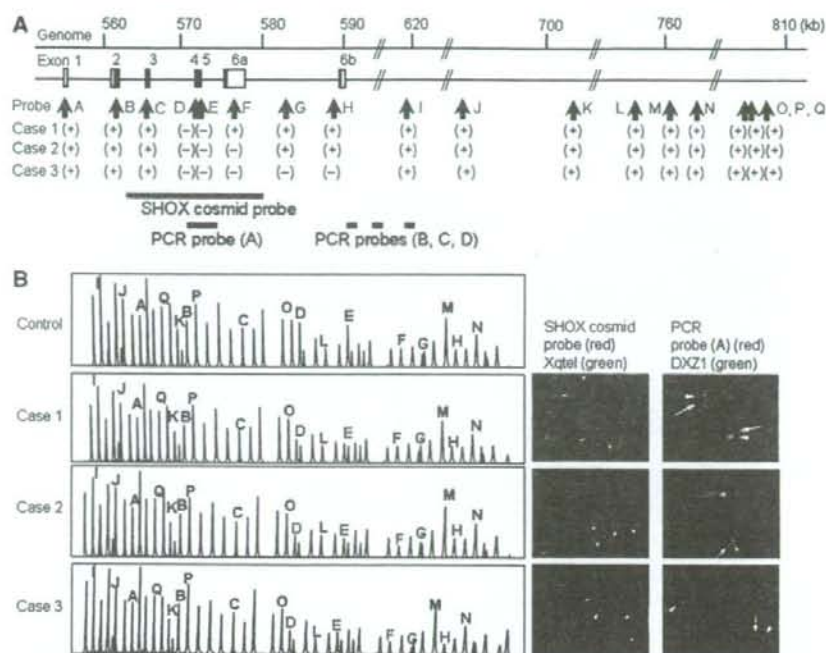 A
560 570 580 590 620 700 760 810 (kb)
Genome
Exon 1 2 3 4 5 6a 6b
Probe A B C D E F G H I J K L M N O, P, Q
Case 1 (+) (+) (+) (–)(–) (–) (+) (+) (+) (+) (+) (+) (+) (+) (+)(+)(+)
Case 2 (+) (+) (+) (–)(–) (–) (+) (+) (+) (+) (+) (+) (+) (+) (+)(+)(+)
Case 3 (+) (+) (+) (–)(–) (–) (–) (–) (+) (+) (+) (+) (+) (+) (+)(+)(+)
SHOX cosmid probe
PCR probe (A) PCR probes (B, C, D)
B
Control I J A Q K B P C O D L E F G M H N
SHOX cosmid probe (red) Xqtel (green)
PCR probe (A) (red) DXZ1 (green)
Case 1 I J A Q K B P C O D L E F G M H N
Case 2 I J A Q K B P C O D L E F G M H N
Case 3 I J A Q K B P C O D L E F G M H N